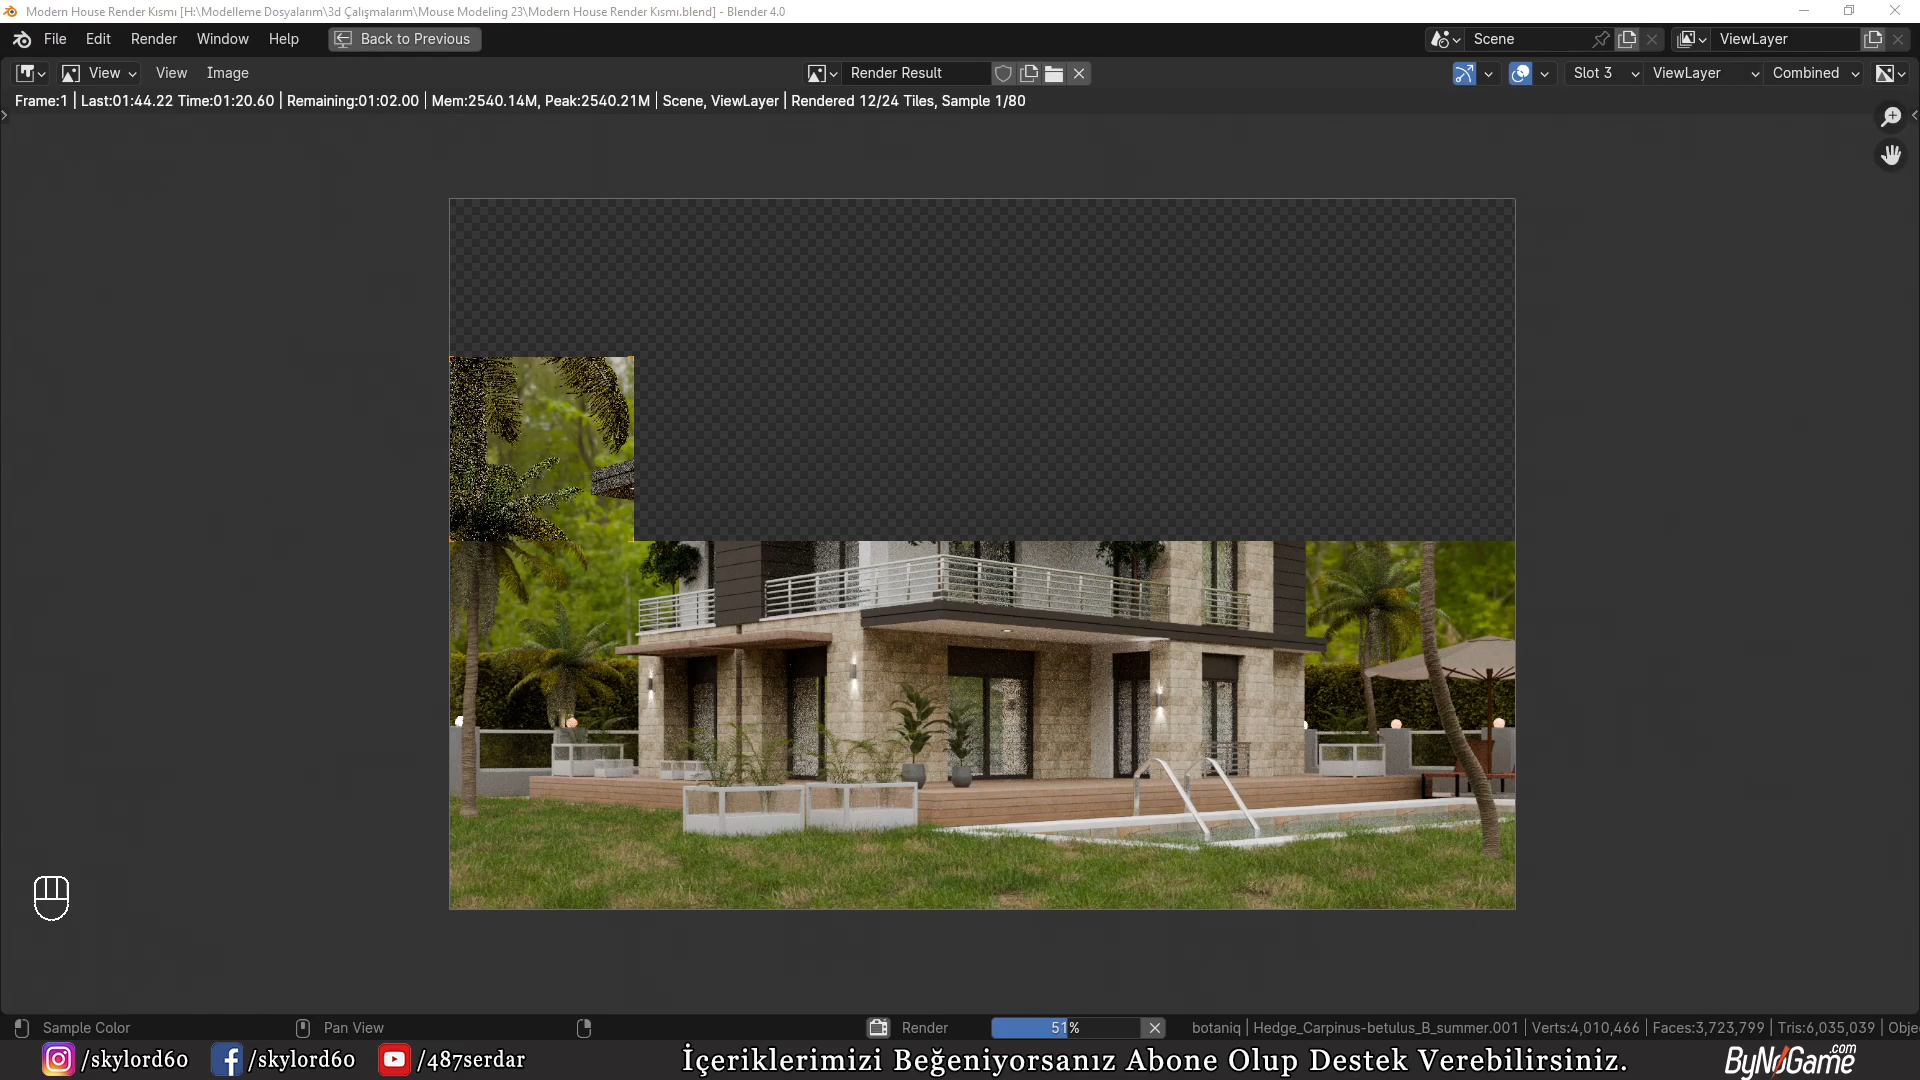 Modern House Render Kısmı [H:\Modelleme Dosyalarım\3d Çalışmalarım\Mouse Modeling 23\Modern House Render Kısmı.blend] - Blender 4.0
File Edit Render Window Help Back to Previous Scene ViewLayer
View View Image Render Result Slot 3 ViewLayer Combined
Frame:1 | Last:01:44.22 Time:01:20.60 | Remaining:01:02.00 | Mem:2540.14M, Peak:2540.21M | Scene, ViewLayer | Rendered 12/24 Tiles, Sample 1/80
Sample Color Pan View Render 51% botaniq | Hedge_Carpinus-betulus_B_summer.001 | Verts:4,010,466 | Faces:3,723,799 | Tris:6,035,039 | Obje
/skylord60 /skylord60 /487serdar İçeriklerimizi Beğeniyorsanız Abone Olup Destek Verebilirsiniz. ByNoGame.com